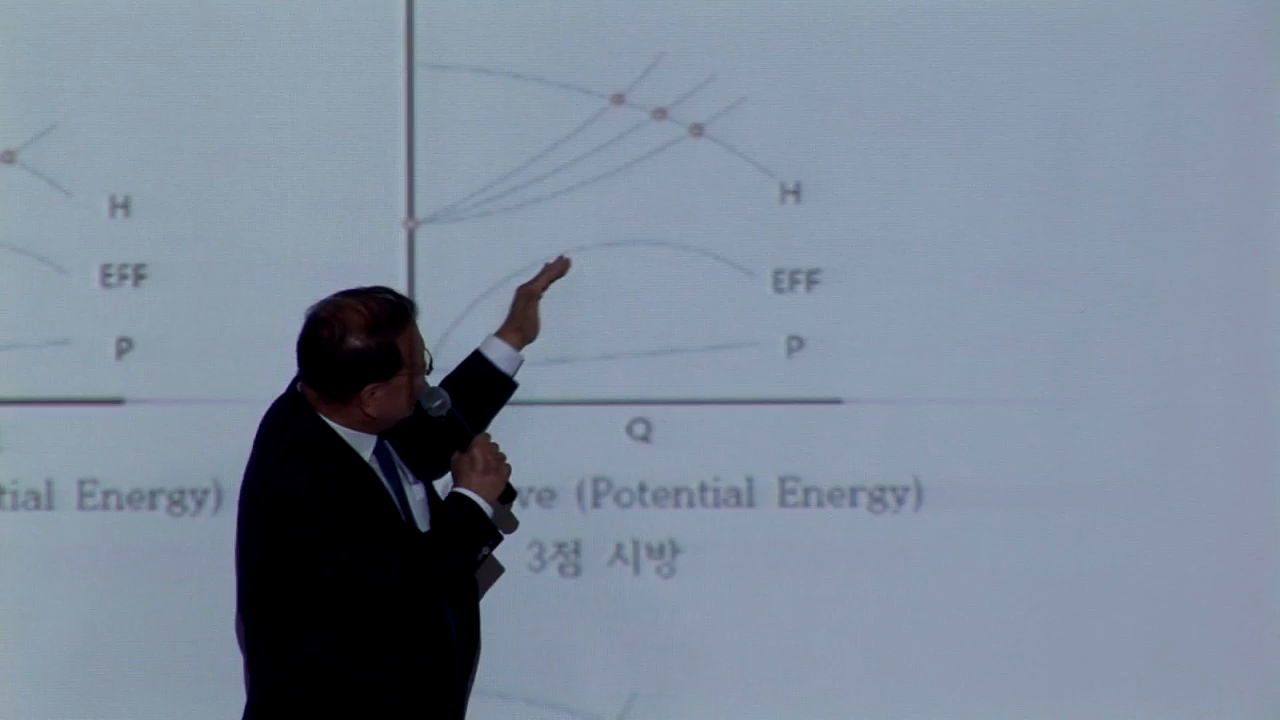 H
EFF
P
tial Energy)
H
EFF
P
Q
ve (Potential Energy)
3점 시방